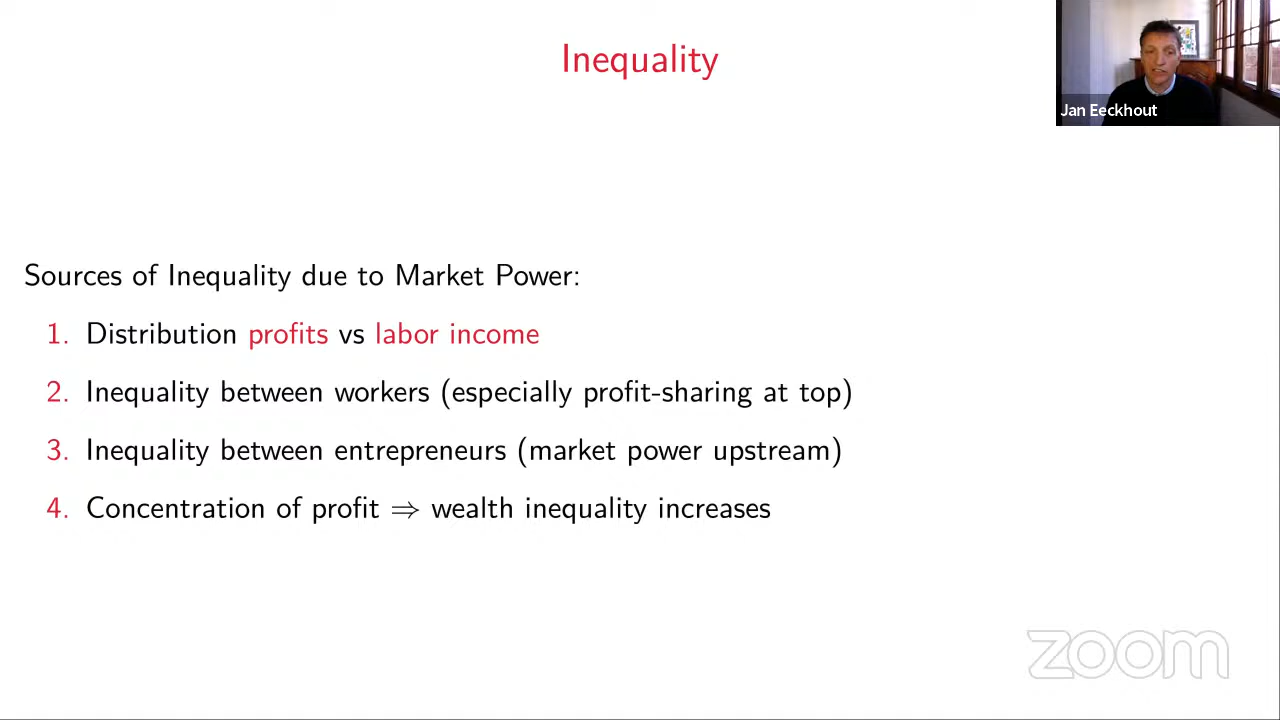 Inequality
Jan Eeckhout
Sources of Inequality due to Market Power:
1. Distribution profits vs labor income
2. Inequality between workers (especially profit-sharing at top)
3. Inequality between entrepreneurs (market power upstream)
4. Concentration of profit ⇒ wealth inequality increases
zoom